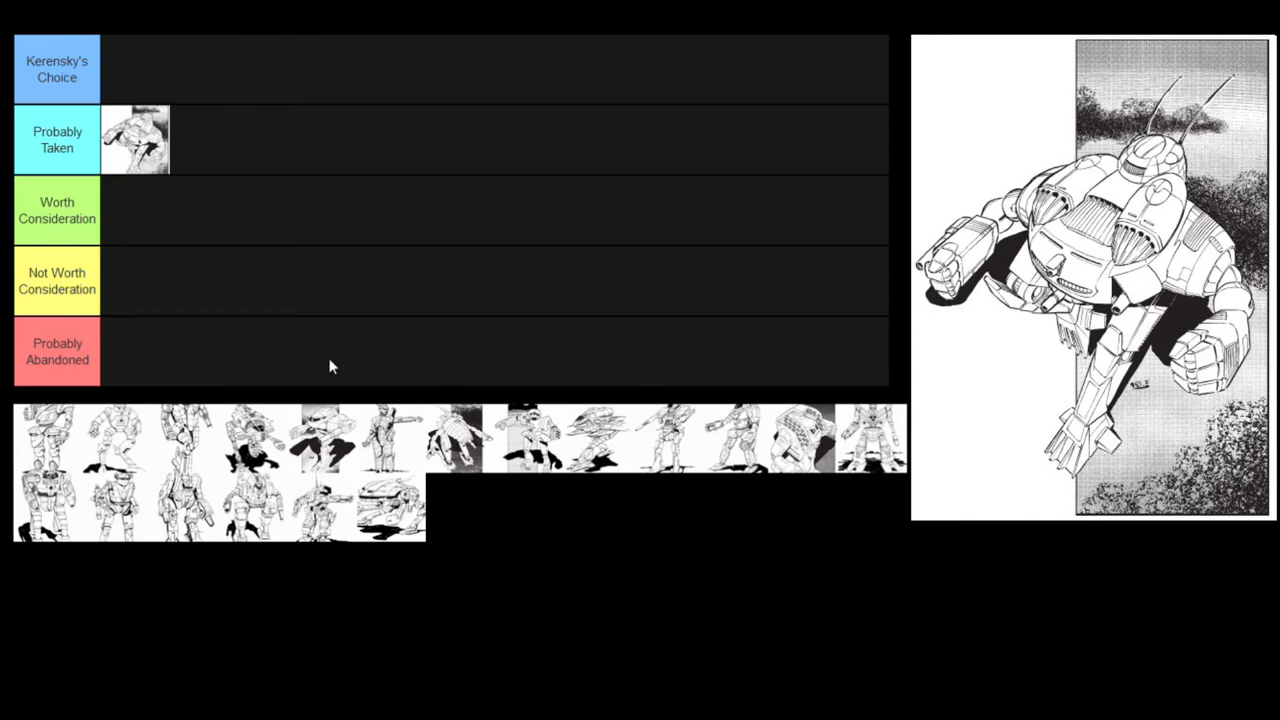 Kerensky's
Choice
Probably
Taken
Worth
Consideration
Not Worth
Consideration
Probably
Abandoned